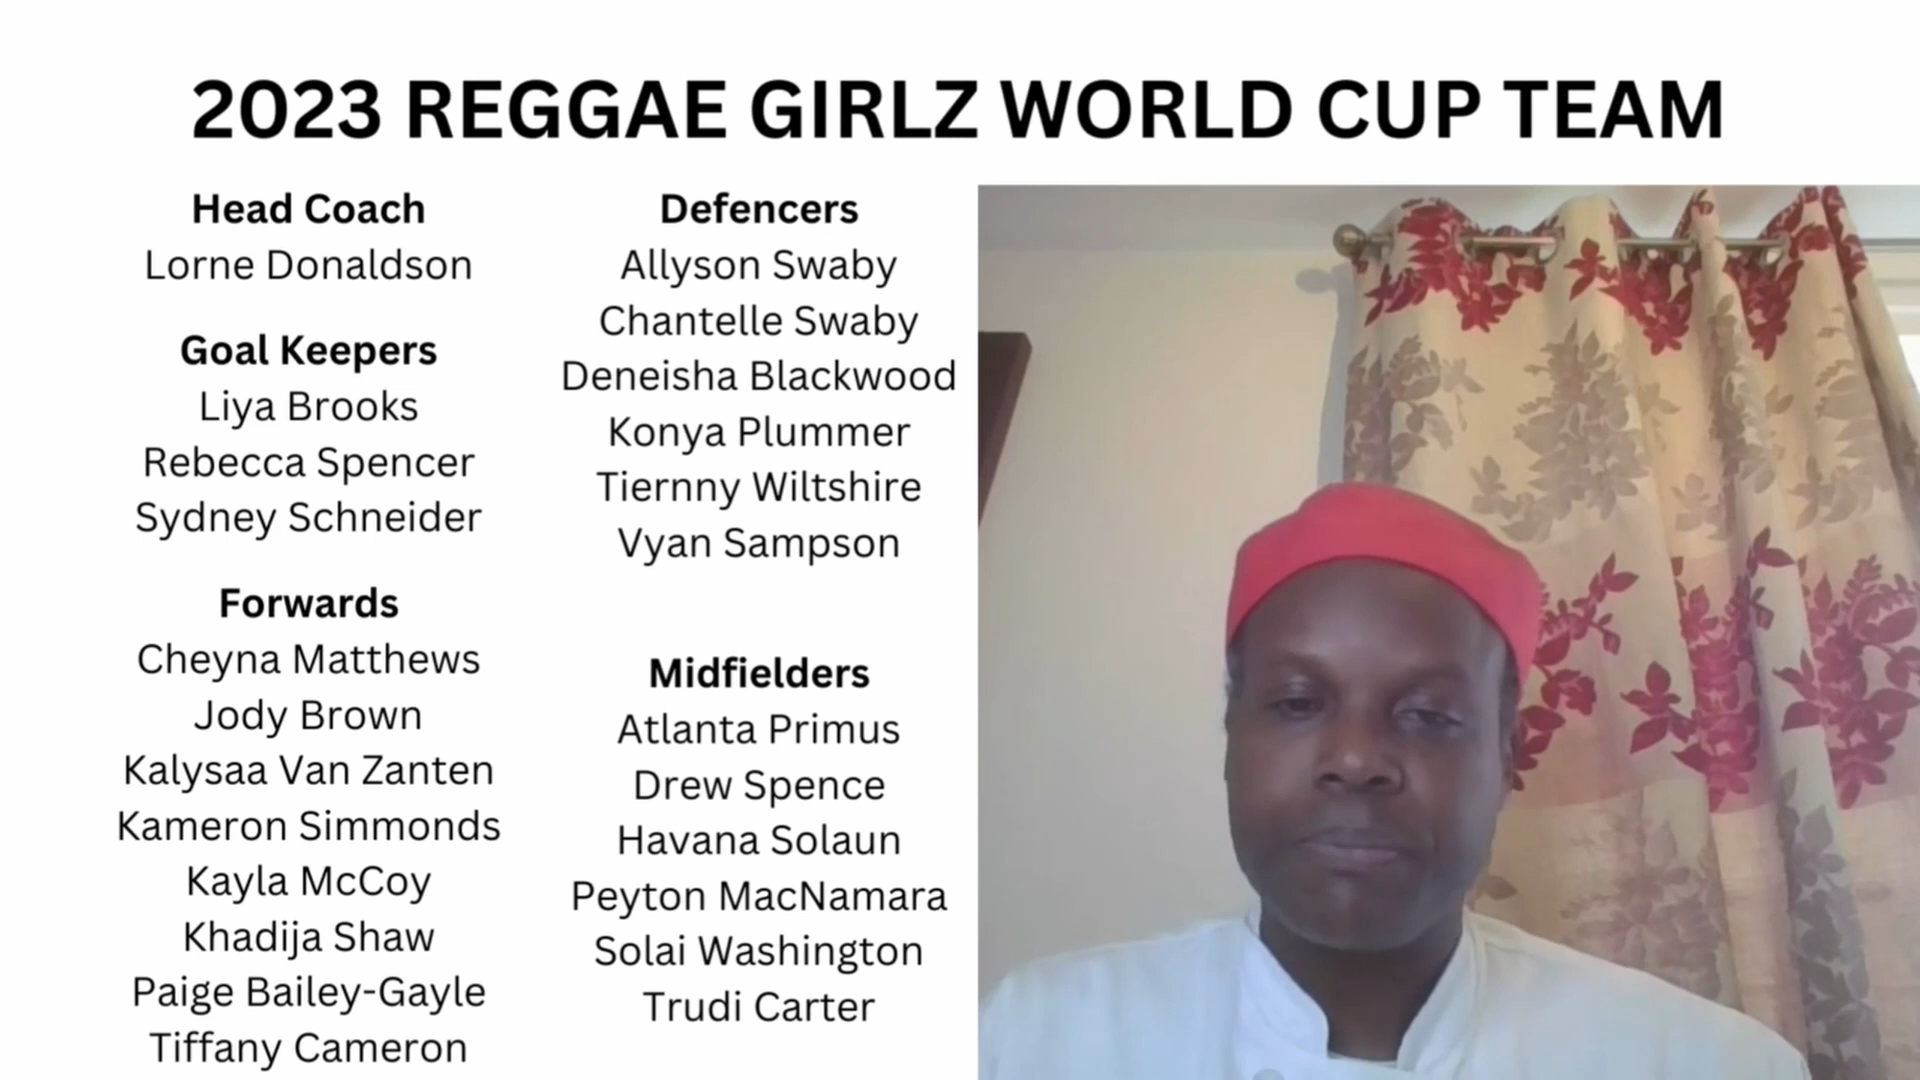 2023 REGGAE GIRLZ WORLD CUP TEAM
Head Coach
Lorne Donaldson
Goal Keepers
Liya Brooks
Rebecca Spencer
Sydney Schneider
Forwards
Cheyna Matthews
Jody Brown
Kalysaa Van Zanten
Kameron Simmonds
Kayla McCoy
Khadija Shaw
Paige Bailey-Gayle
Tiffany Cameron
Defencers
Allyson Swaby
Chantelle Swaby
Deneisha Blackwood
Konya Plummer
Tiernny Wiltshire
Vyan Sampson
Midfielders
Atlanta Primus
Drew Spence
Havana Solaun
Peyton MacNamara
Solai Washington
Trudi Carter